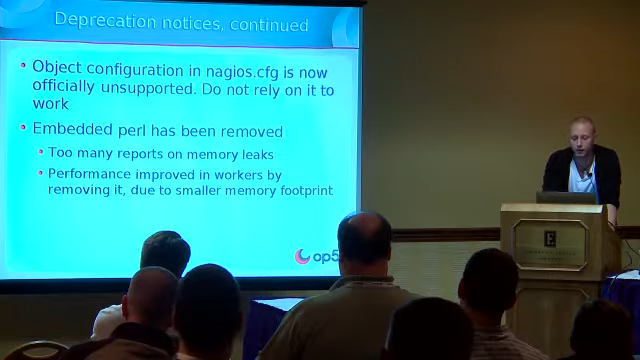 Deprecation notices, continued
Object configuration in nagios.cfg is now
officially unsupported. Do not rely on it to
work
Embedded perl has been removed
Too many reports on memory leaks
Performance improved in workers by
removing it, due to smaller memory footprint
op5
E